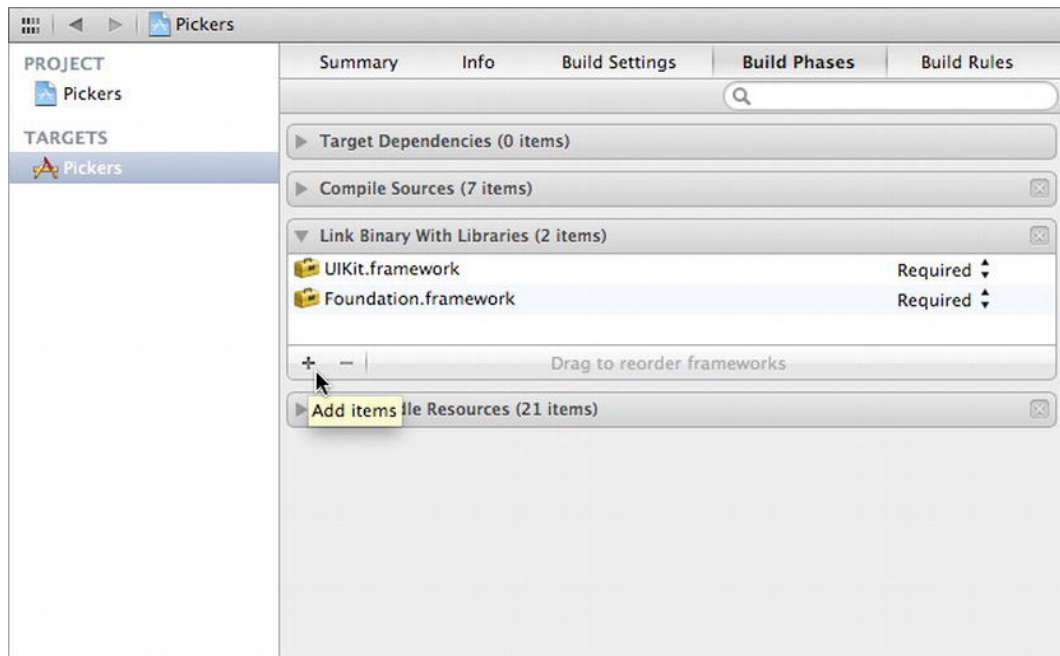 Pickers
PROJECT
Pickers
TARGETS
Pickers
Summary Info Build Settings Build Phases Build Rules
Target Dependencies (0 items)
Compile Sources (7 items)
Link Binary With Libraries (2 items)
UIKit.framework Required
Foundation.framework Required
+ − Drag to reorder frameworks
Add items
lle Resources (21 items)